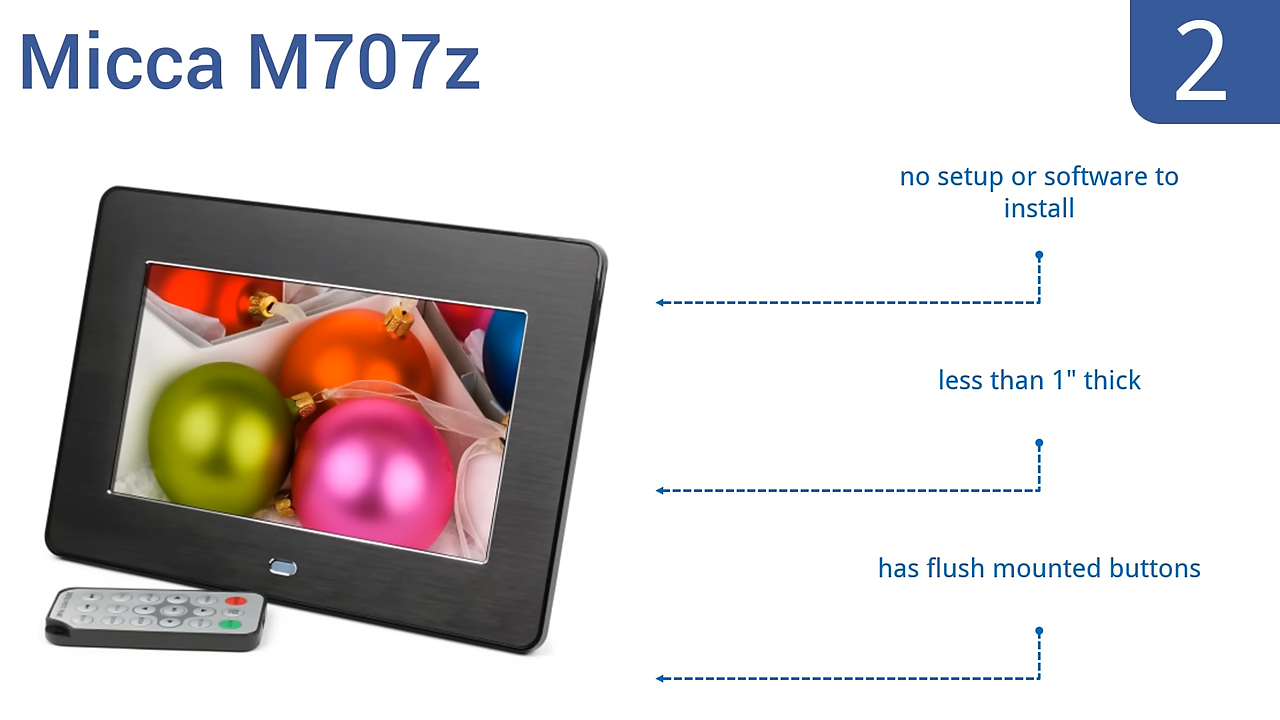 Micca M707z
2
no setup or software to
install
less than 1" thick
has flush mounted buttons